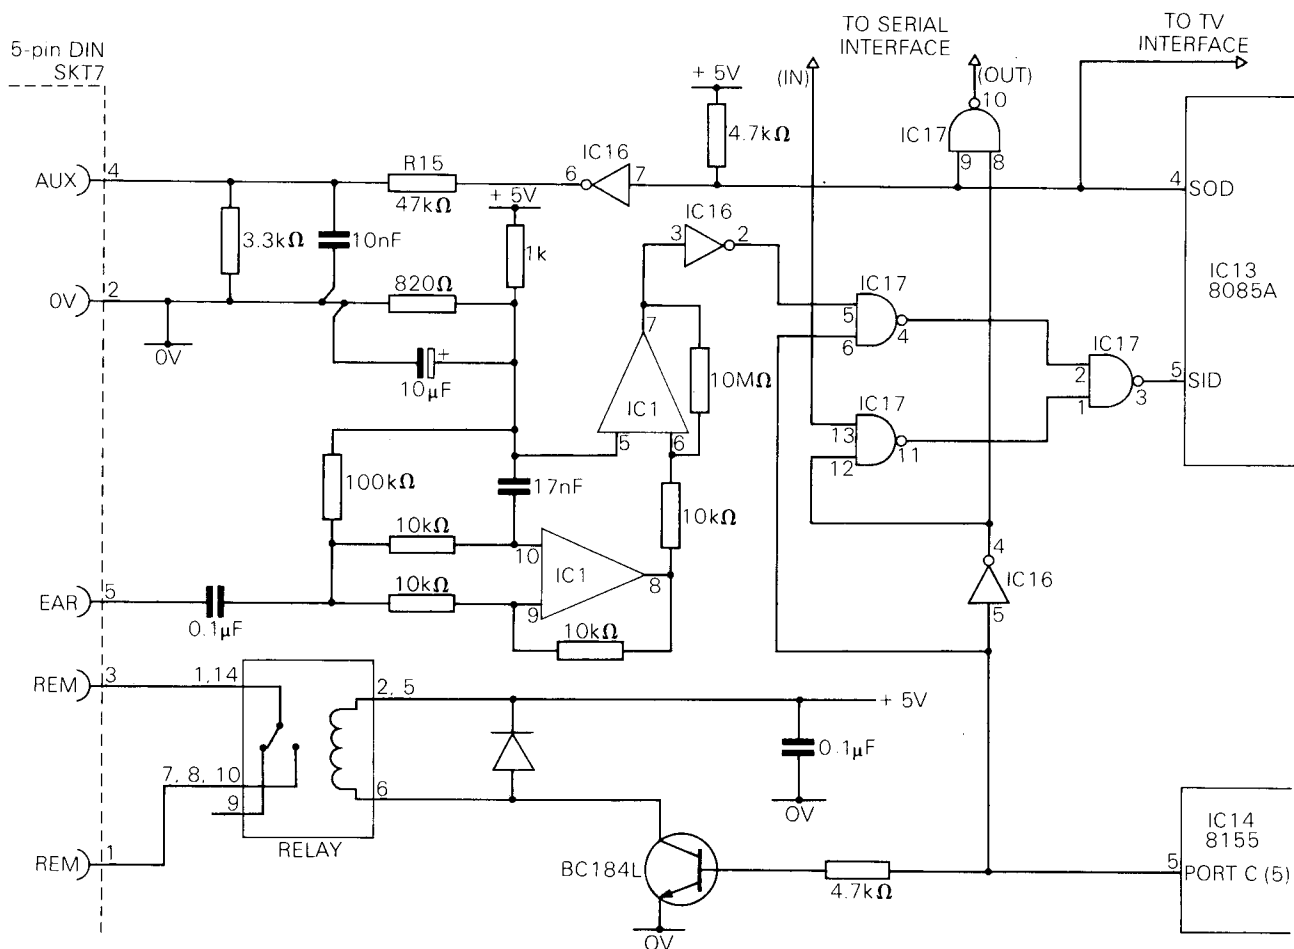 TO SERIAL
INTERFACE
TO TV
INTERFACE
5-pin DIN
SKT7
(IN)
(OUT)
+ 5V
10
IC17
9
8
4.7kΩ
IC16
AUX
4
R15
6
7
4
SOD
47kΩ
+ 5V
IC16
3.3kΩ
10nF
1k
3
2
IC13
8085A
0V
2
820Ω
IC17
5
4
0V
6
7
IC17
10µF
+
10MΩ
2
5
SID
IC1
IC17
1
3
5
6
13
11
12
100kΩ
17nF
10kΩ
10kΩ
10
4
IC1
8
IC16
EAR
5
10kΩ
9
5
0.1µF
10kΩ
REM
3
1,14
2, 5
+ 5V
0.1µF
7, 8, 10
6
9
0V
IC14
8155
RELAY
REM
1
BC184L
5
PORT C (5)
4.7kΩ
0V